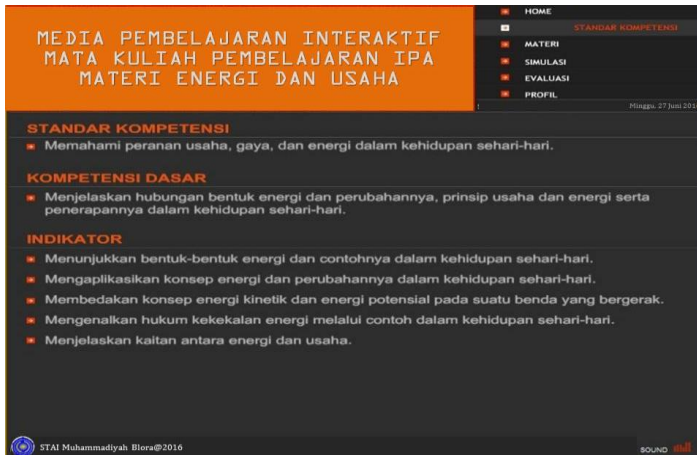 MEDIA PEMBELAJARAN INTERAKTIF
MATA KULIAH PEMBELAJARAN IPA
MATERI ENERGI DAN USAHA
HOME
STANDAR KOMPETENSI
MATERI
SIMULASI
EVALUASI
PROFIL
Minggu, 27 Juni 201
STANDAR KOMPETENSI
Memahami peranan usaha, gaya, dan energi dalam kehidupan sehari-hari.
KOMPETENSI DASAR
Menjelaskan hubungan bentuk energi dan perubahannya, prinsip usaha dan energi serta
penerapannya dalam kehidupan sehari-hari.
INDIKATOR
Menunjukkan bentuk-bentuk energi dan contohnya dalam kehidupan sehari-hari.
Mengaplikasikan konsep energi dan perubahannya dalam kehidupan sehari-hari.
Membedakan konsep energi kinetik dan energi potensial pada suatu benda yang bergerak.
Mengenalkan hukum kekekalan energi melalui contoh dalam kehidupan sehari-hari.
Menjelaskan kaitan antara energi dan usaha.
STAI Muhammadiyah Blora@2016
SOUND